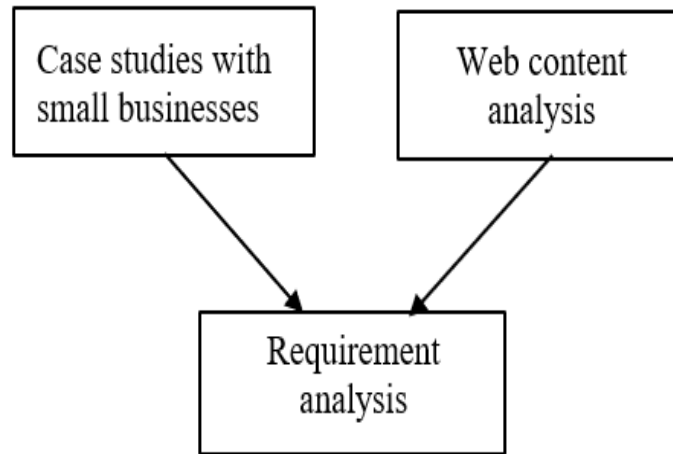 Case studies with
small businesses
Web content
analysis
Requirement
analysis